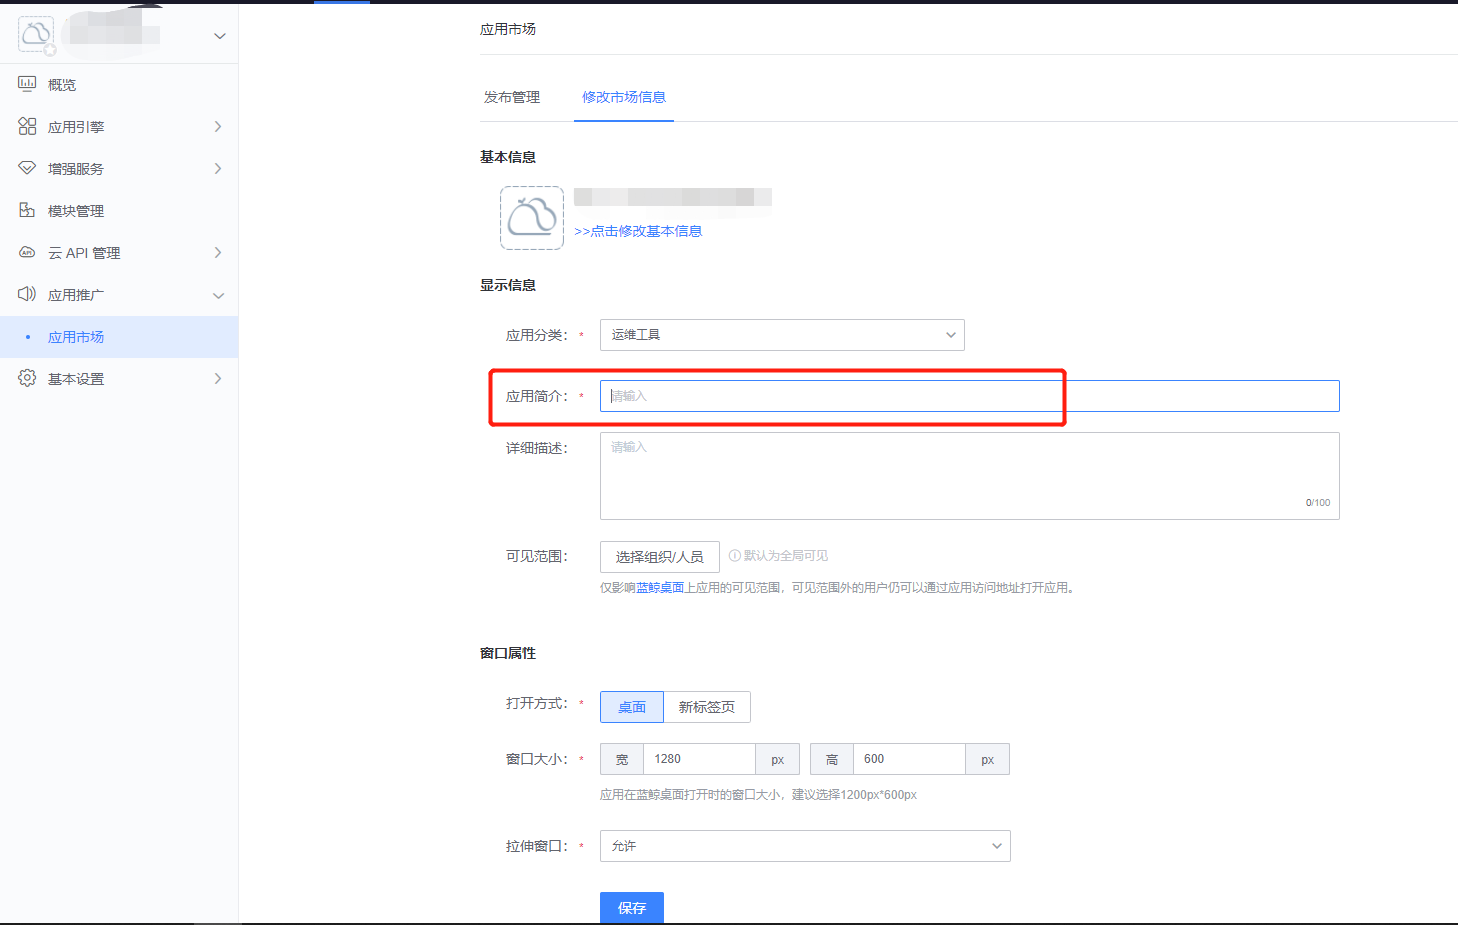 应用市场
概览
应用引擎
增强服务
模块管理
云 API 管理
应用推广
应用市场
基本设置
发布管理 修改市场信息
基本信息
>>点击修改基本信息
显示信息
应用分类： * 运维工具
应用简介： * 请输入
详细描述： 请输入
0/100
可见范围： 选择组织/人员 默认为全局可见
仅影响蓝鲸桌面上应用的可见范围，可见范围外的用户仍可以通过应用访问地址打开应用。
窗口属性
打开方式： * 桌面 新标签页
窗口大小： * 宽 1280 px 高 600 px
应用在蓝鲸桌面打开时的窗口大小，建议选择1200px*600px
拉伸窗口： * 允许
保存